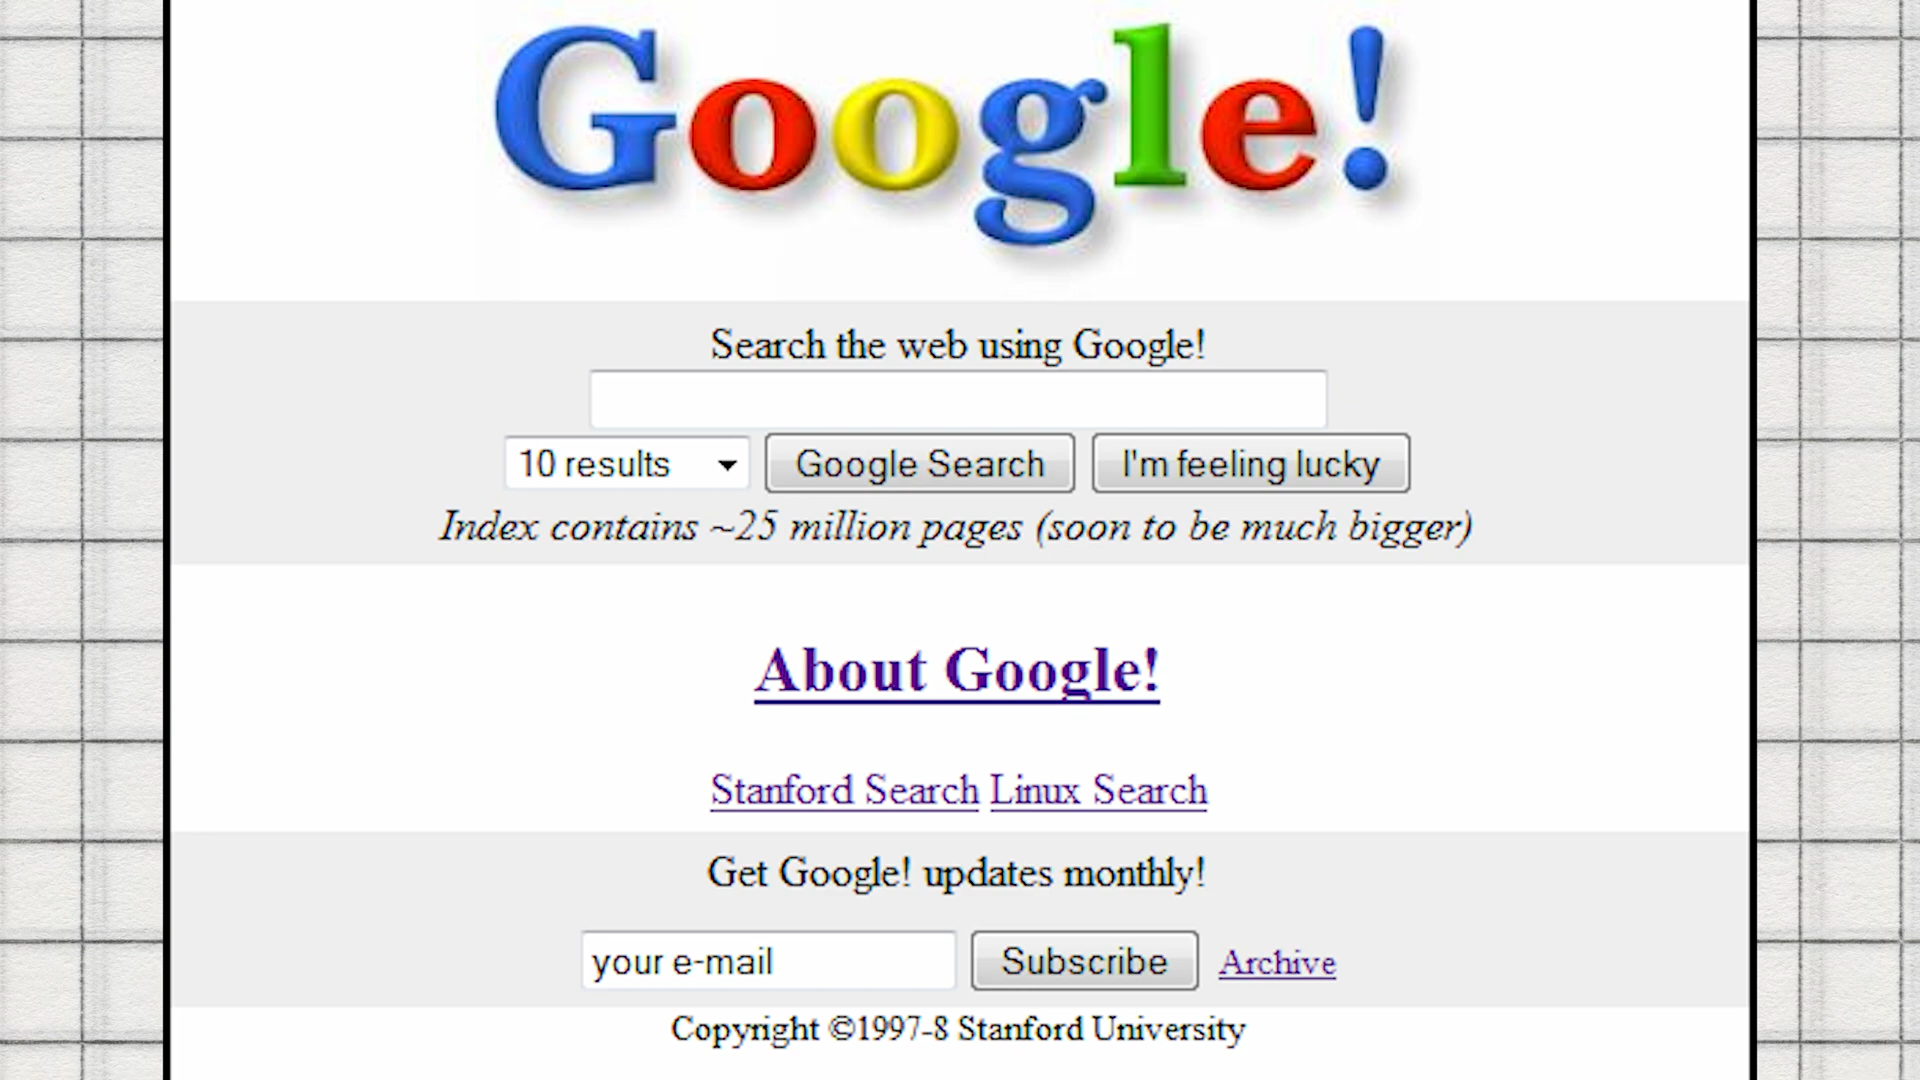 Google!
Search the web using Google!
10 results Google Search I'm feeling lucky
Index contains ~25 million pages (soon to be much bigger)
About Google!
Stanford Search Linux Search
Get Google! updates monthly!
your e-mail Subscribe Archive
Copyright ©1997-8 Stanford University